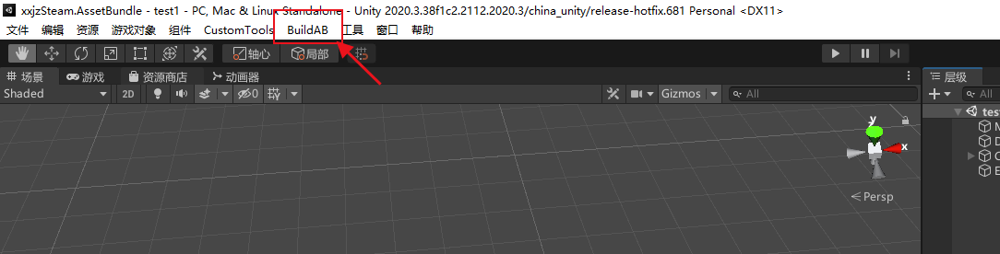 xxjzSteam.AssetBundle - test1 - PC, Mac & Linux Standalone - Unity 2020.3.38f1c2.2112.2020.3/china_unity/release-hotfix.681 Personal <DX11>
文件 编辑 资源 游戏对象 组件 CustomTools BuildAB 工具 窗口 帮助
轴心 局部
场景 游戏 资源商店 动画器 层级
Shaded 2D 0 Gizmos All All
y
x
Persp
tes
M
D
C
E